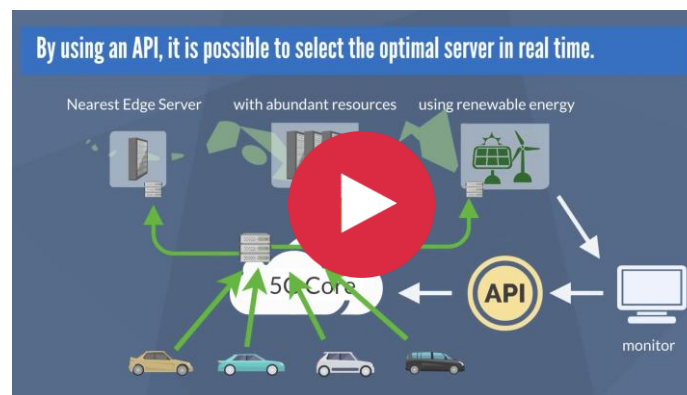 By using an API, it is possible to select the optimal server in real time.
Nearest Edge Server
with abundant resources
using renewable energy
5G Core
API
monitor